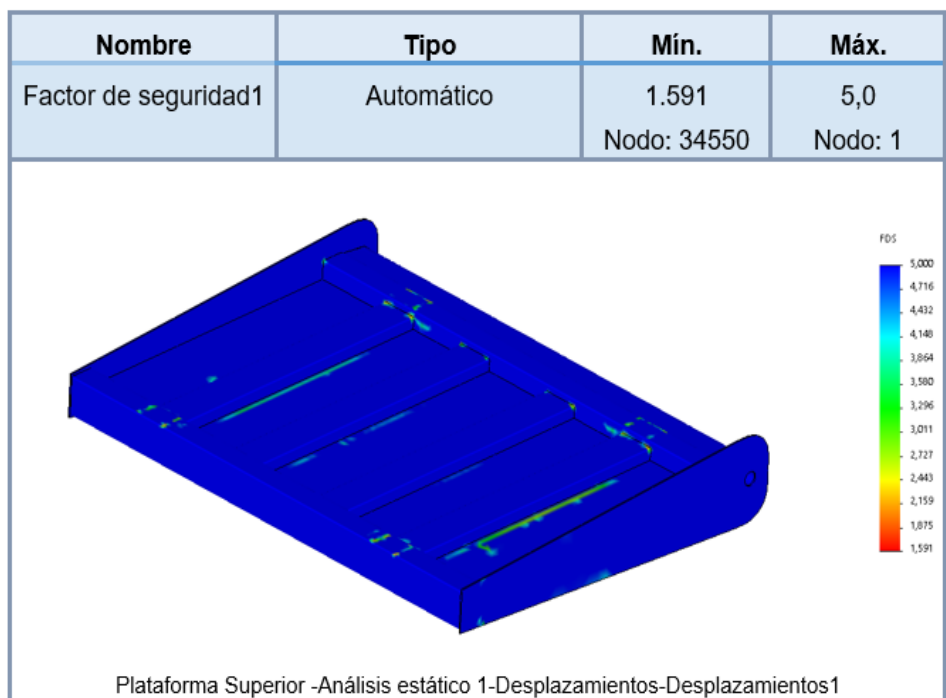 Nombre Tipo Mín. Máx.
Factor de seguridad1 Automático 1.591 5,0
Nodo: 34550 Nodo: 1
FDS
5,000
4,716
4,432
4,148
3,864
3,580
3,296
3,011
2,727
2,443
2,159
1,875
1,591
Plataforma Superior -Análisis estático 1-Desplazamientos-Desplazamientos1